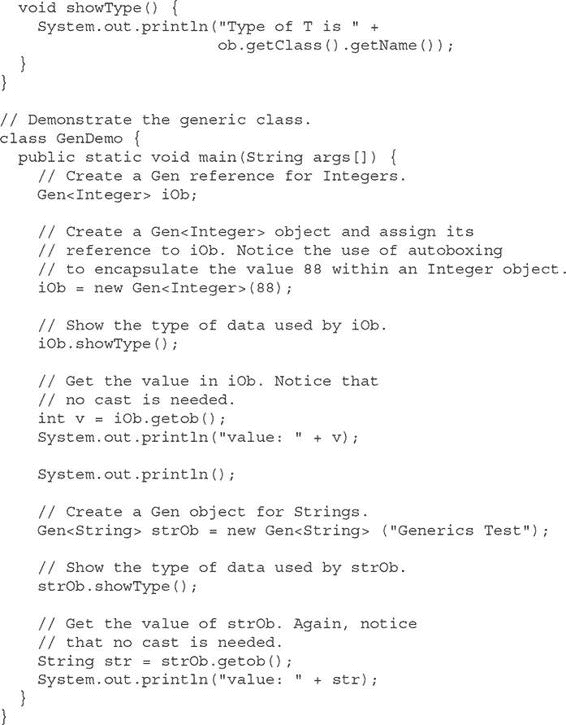 void showType() {
    System.out.println("Type of T is " +
                       ob.getClass().getName());
  }
}

// Demonstrate the generic class.
class GenDemo {
  public static void main(String args[]) {
    // Create a Gen reference for Integers.
    Gen<Integer> iOb;

    // Create a Gen<Integer> object and assign its
    // reference to iOb. Notice the use of autoboxing
    // to encapsulate the value 88 within an Integer object.
    iOb = new Gen<Integer>(88);

    // Show the type of data used by iOb.
    iOb.showType();

    // Get the value in iOb. Notice that
    // no cast is needed.
    int v = iOb.getob();
    System.out.println("value: " + v);

    System.out.println();

    // Create a Gen object for Strings.
    Gen<String> strOb = new Gen<String> ("Generics Test");

    // Show the type of data used by strOb.
    strOb.showType();

    // Get the value of strOb. Again, notice
    // that no cast is needed.
    String str = strOb.getob();
    System.out.println("value: " + str);
  }
}